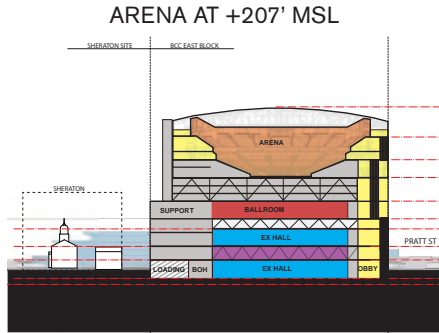 ARENA AT +207' MSL
SHERATON SITE BCC EAST BLOCK
ARENA
SHERATON
SUPPORT BALLROOM
EX HALL
PRATT ST
LOADING BOH EX HALL OBBY